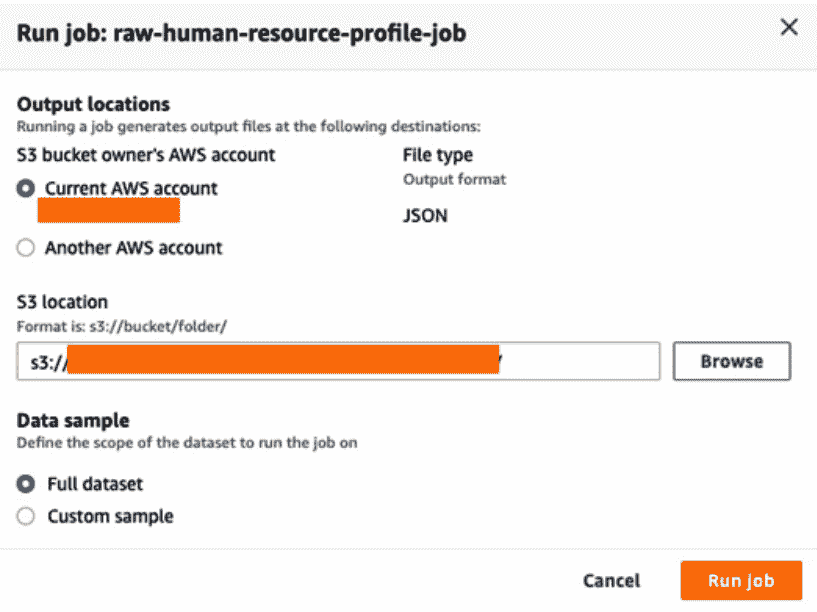 Run job: raw-human-resource-profile-job
Output locations
Running a job generates output files at the following destinations:
S3 bucket owner's AWS account
Current AWS account
Another AWS account
File type
Output format
JSON
S3 location
Format is: s3://bucket/folder/
s3:// /
Browse
Data sample
Define the scope of the dataset to run the job on
Full dataset
Custom sample
Cancel
Run job